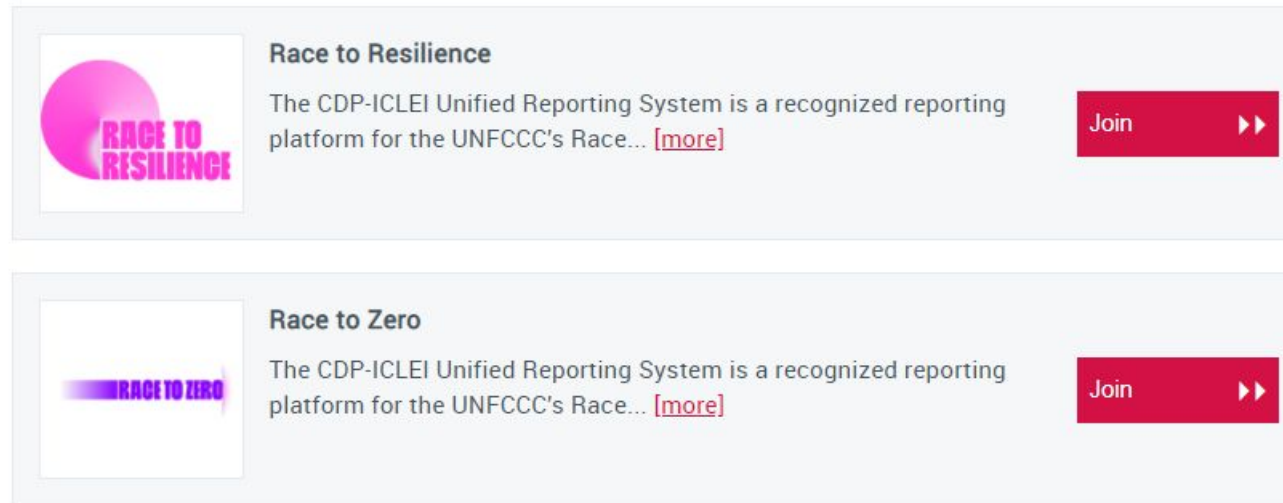 Race to Resilience
RACE TO
RESILIENCE
The CDP-ICLEI Unified Reporting System is a recognized reporting
platform for the UNFCCC's Race... [more]
Join
Race to Zero
RACE TO ZERO
The CDP-ICLEI Unified Reporting System is a recognized reporting
platform for the UNFCCC's Race... [more]
Join